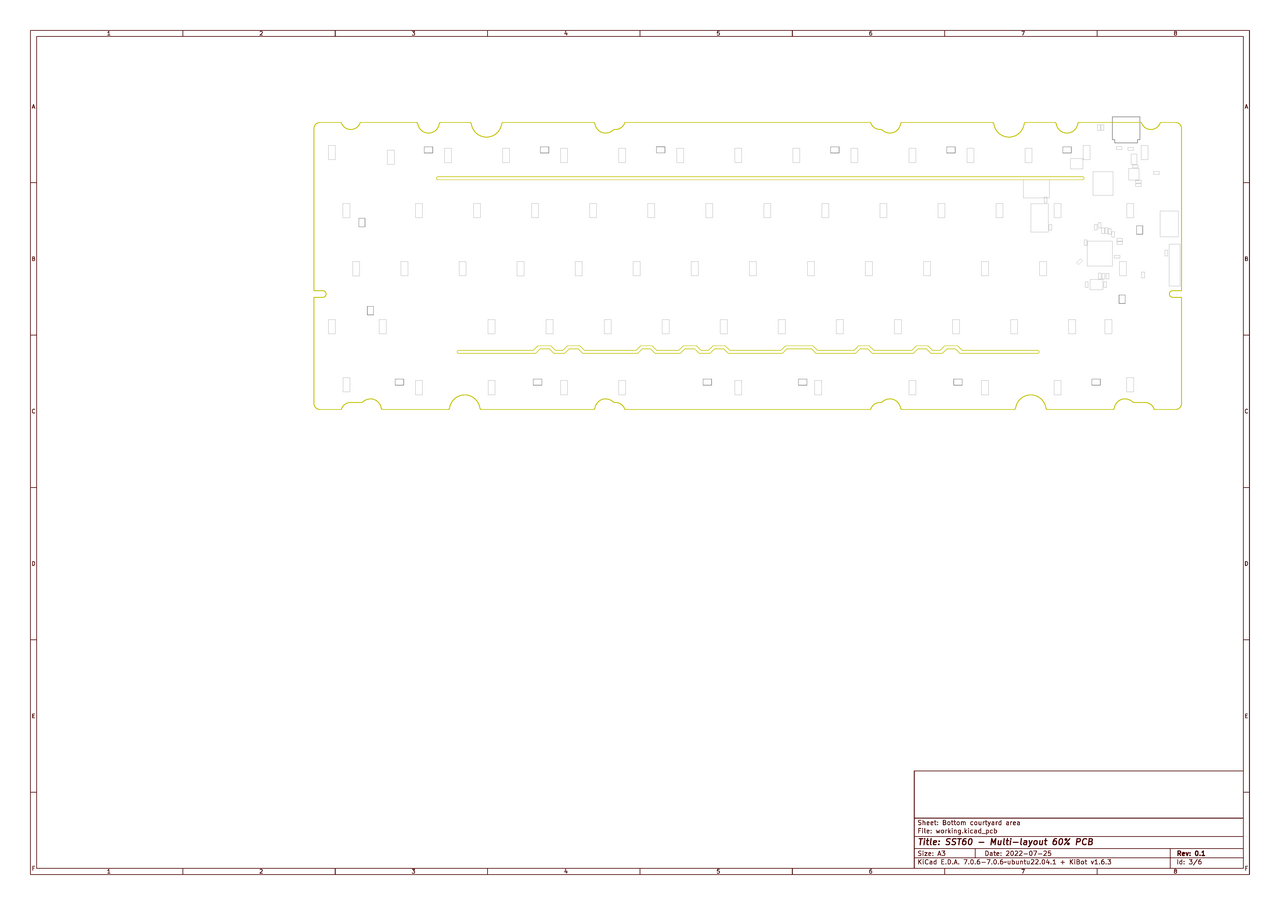 1 2 3 4 5 6 7 8
A A
B B
C C
D D
E E
Sheet: Bottom courtyard area
File: working.kicad_pcb
Title: SST60 – Multi-layout 60% PCB
Size: A3 Date: 2022-07-25 Rev: 0.1
KiCad E.D.A. 7.0.6-7.0.6~ubuntu22.04.1 + KiBot v1.6.3 Id: 3/6
F F
1 2 3 4 5 6 7 8